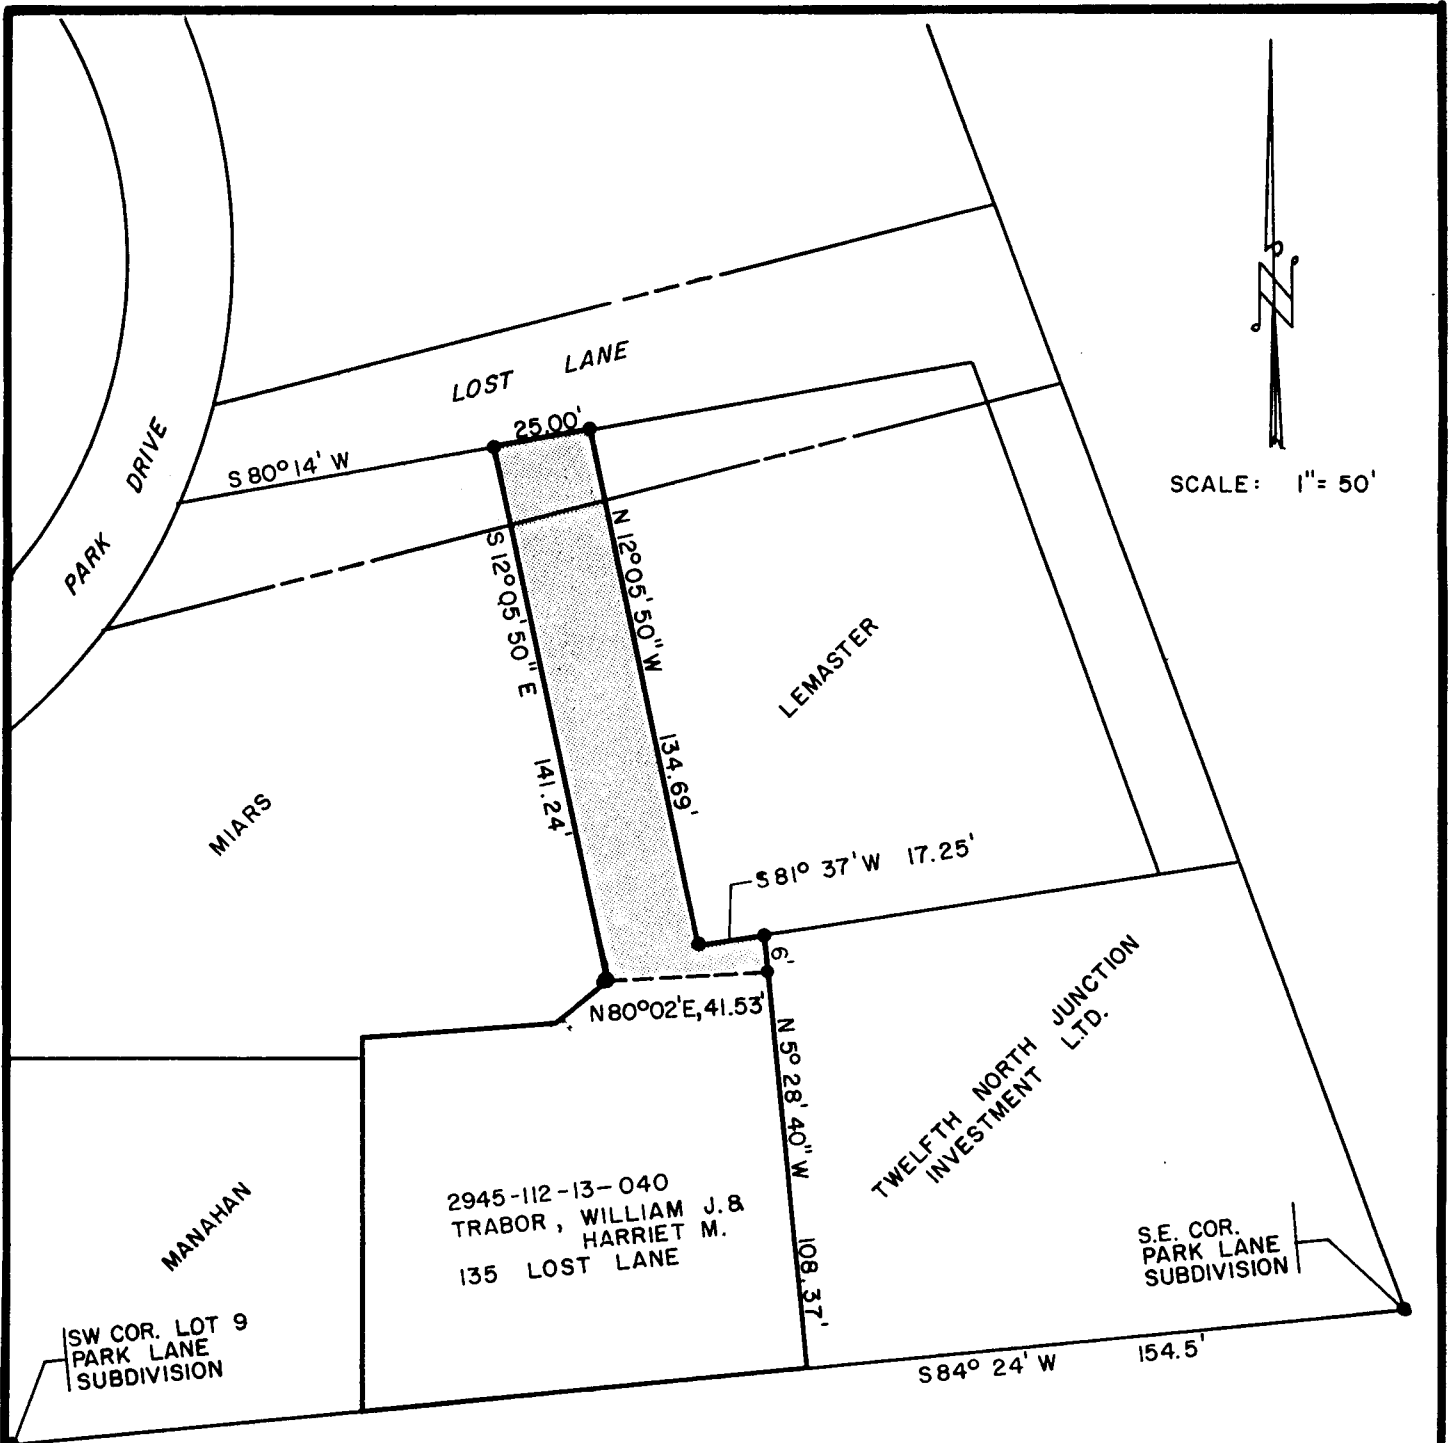 LOST LANE
25.00'
S 80° 14' W
PARK DRIVE
N
SCALE: 1" = 50'
S 12° 05' 50" E
141.24'
N 12° 05' 50" W
134.69'
LEMASTER
MIARS
S 81° 37' W 17.25'
6'
N 80° 02' E, 41.53'
N 5° 28' 40" W
108.37'
TWELFTH NORTH JUNCTION
INVESTMENT LTD.
MANAHAN
2945-112-13-040
TRABOR, WILLIAM J. &
HARRIET M.
135 LOST LANE
S.E. COR.
PARK LANE
SUBDIVISION
SW COR. LOT 9
PARK LANE
SUBDIVISION
S 84° 24' W 154.5'